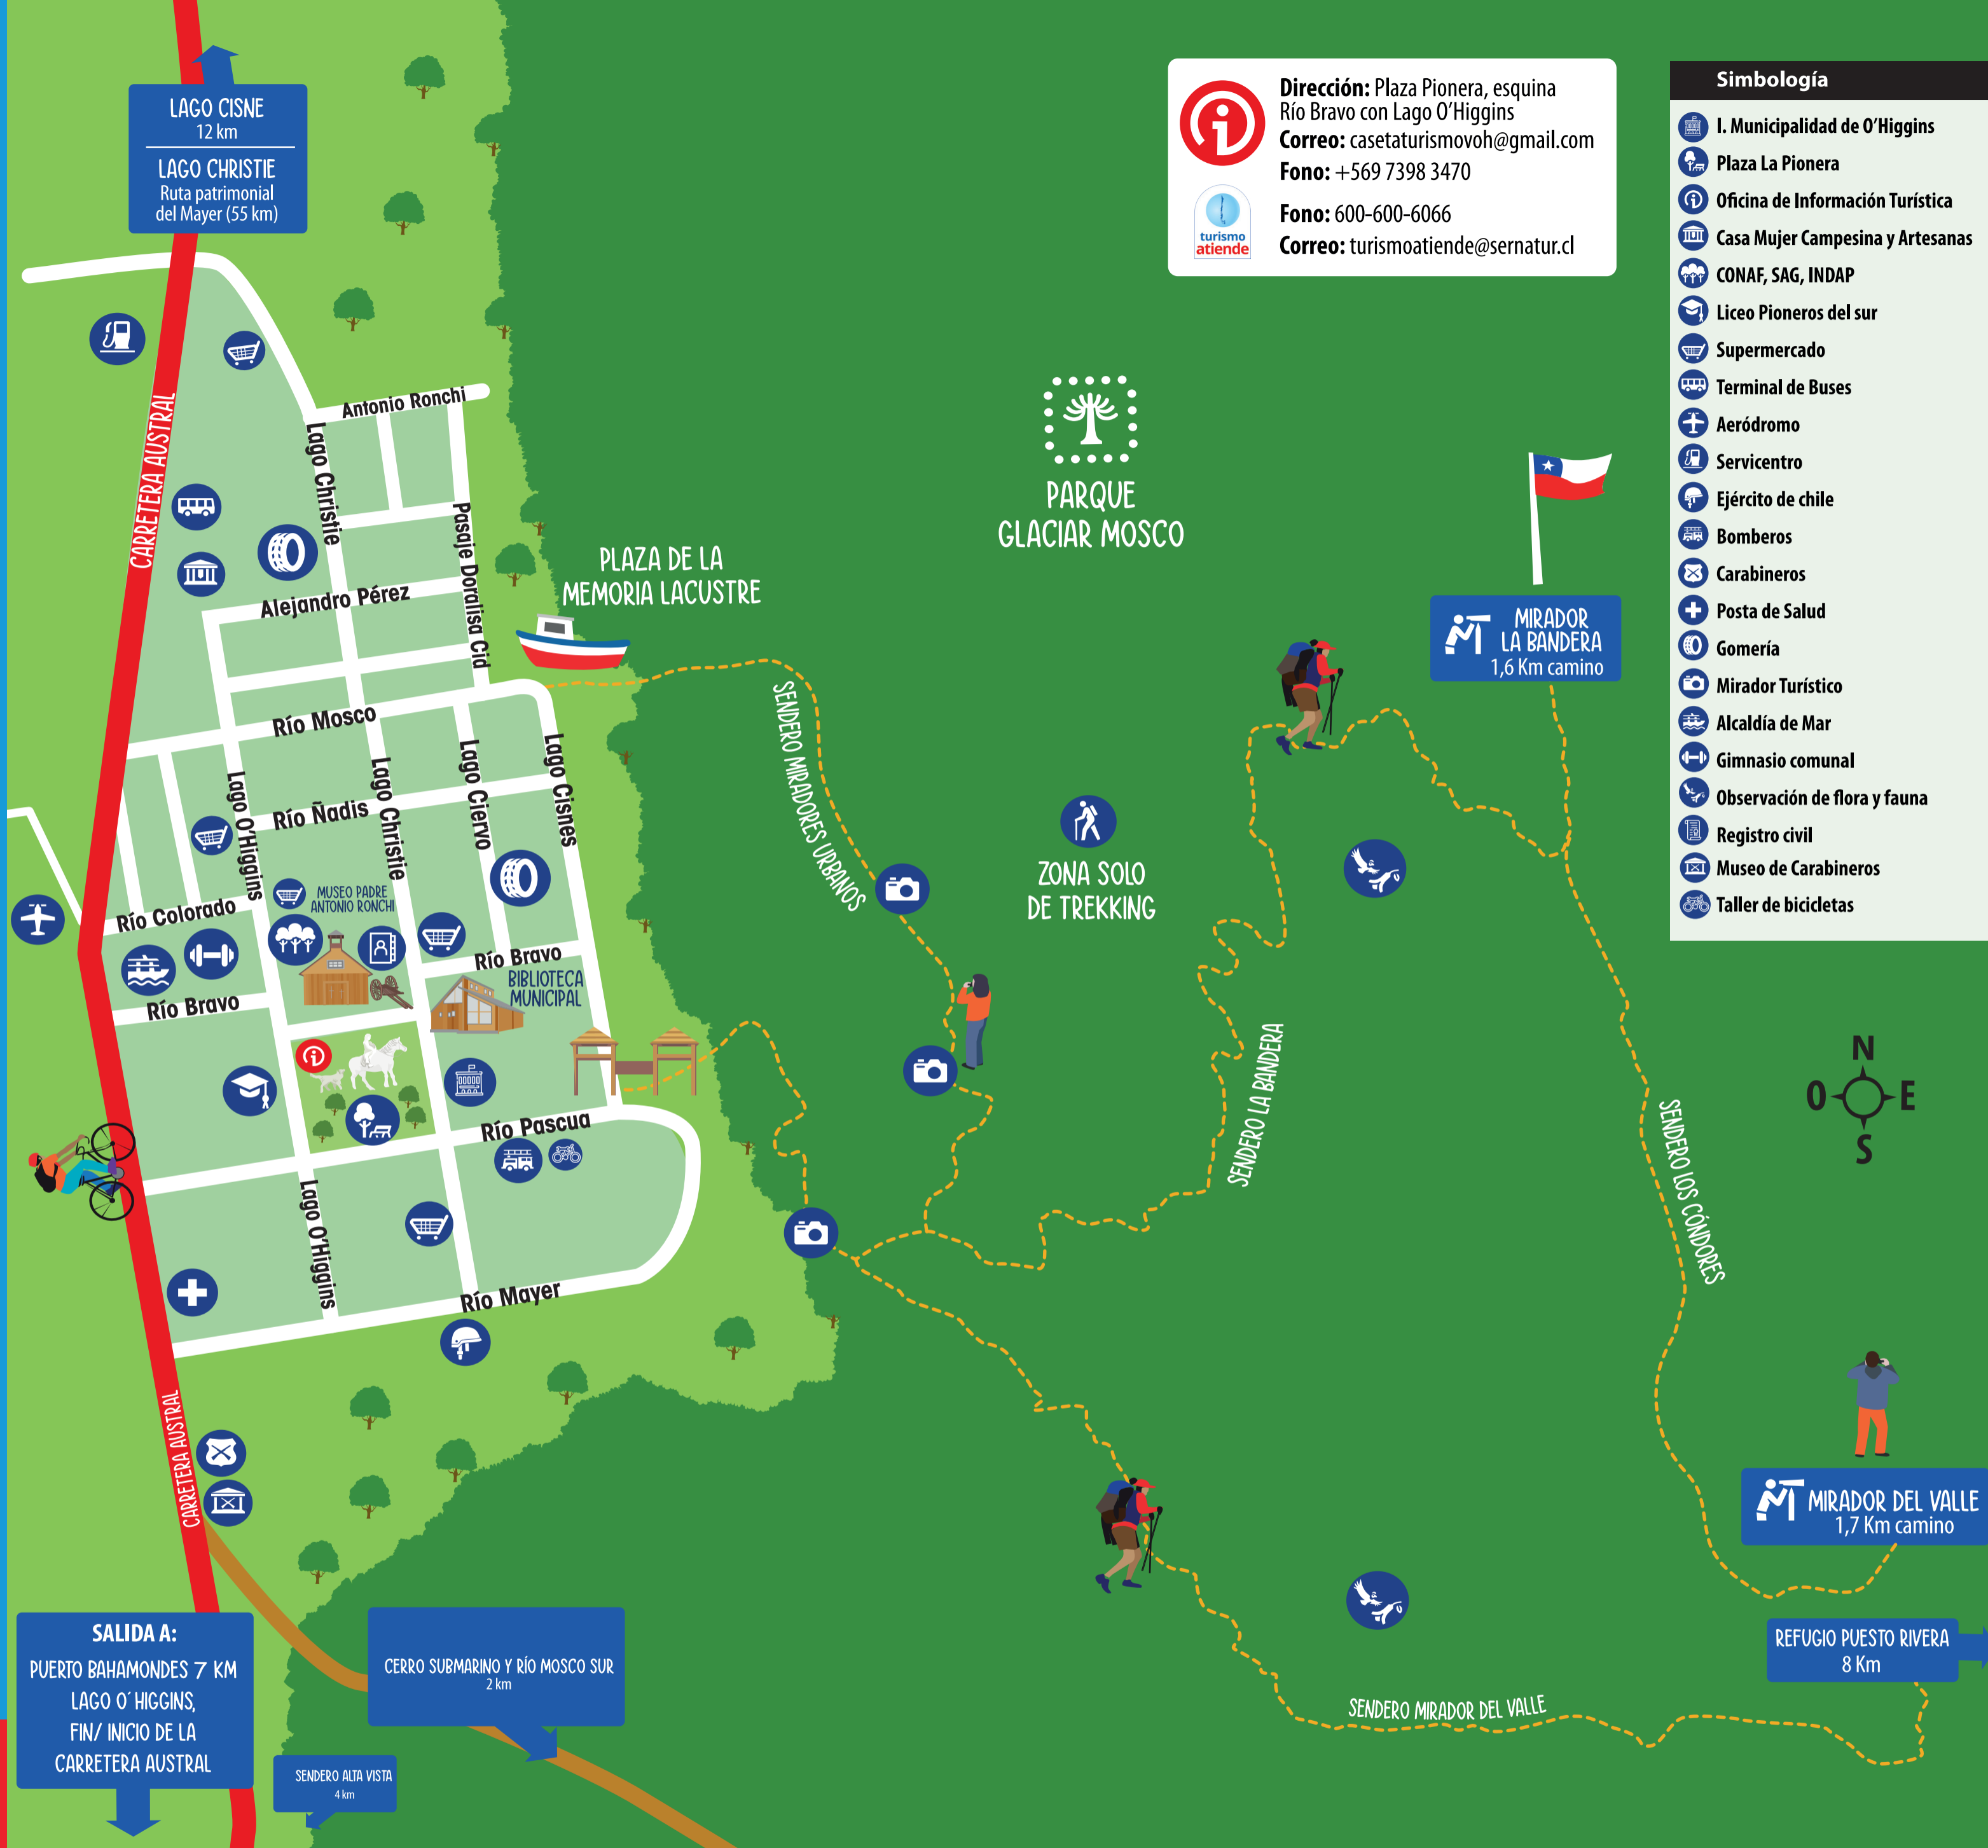 LAGO CISNE
12 km
LAGO CHRISTIE
Ruta patrimonial
del Mayer (55 km)
Dirección: Plaza Pionera, esquina
Río Bravo con Lago O'Higgins
Correo: casetaturismovoh@gmail.com
Fono: +569 7398 3470
turismo
atiende
Fono: 600-600-6066
Correo: turismoatiende@sernatur.cl
Simbología
I. Municipalidad de O'Higgins
Plaza La Pionera
Oficina de Información Turística
Casa Mujer Campesina y Artesanas
CONAF, SAG, INDAP
Liceo Pioneros del sur
Supermercado
Terminal de Buses
Aeródromo
Servicentro
Ejército de chile
Bomberos
Carabineros
Posta de Salud
Gomería
Mirador Turístico
Alcaldía de Mar
Gimnasio comunal
Observación de flora y fauna
Registro civil
Museo de Carabineros
Taller de bicicletas
CARRETERA AUSTRAL
Antonio Ronchi
Lago Christie
Pasaje Doralisa Cid
Alejandro Pérez
PLAZA DE LA
MEMORIA LACUSTRE
PARQUE
GLACIAR MOSCO
MIRADOR
LA BANDERA
1,6 Km camino
Río Mosco
Lago O'Higgins
Río Ñadis
Lago Christie
Lago Ciervo
Lago Cisnes
SENDERO MIRADORES URBANOS
ZONA SOLO
DE TREKKING
MUSEO PADRE
ANTONIO RONCHI
Río Colorado
Río Bravo
Río Bravo
BIBLIOTECA
MUNICIPAL
SENDERO LA BANDERA
SENDERO LOS CÓNDORES
N
O E
S
Río Pascua
Lago O'Higgins
Río Mayer
CARRETERA AUSTRAL
MIRADOR DEL VALLE
1,7 Km camino
REFUGIO PUESTO RIVERA
8 Km
SENDERO MIRADOR DEL VALLE
SALIDA A:
PUERTO BAHAMONDES 7 KM
LAGO O´HIGGINS,
FIN/ INICIO DE LA
CARRETERA AUSTRAL
CERRO SUBMARINO Y RÍO MOSCO SUR
2 km
SENDERO ALTA VISTA
4 km